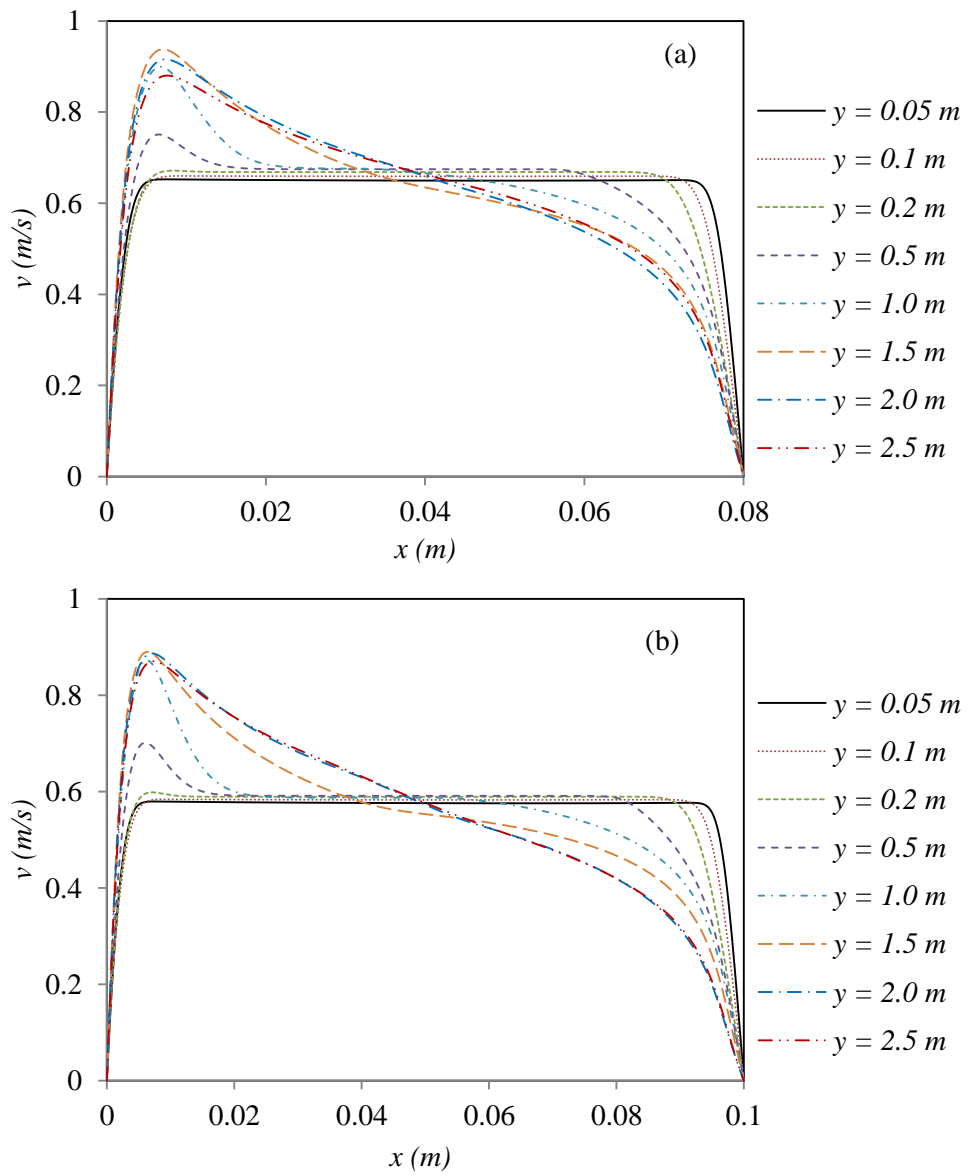 1
(a)
0.8
0.6
v (m/s)
0.4
0.2
0
0 0.02 0.04 0.06 0.08
x (m)
y = 0.05 m
y = 0.1 m
y = 0.2 m
y = 0.5 m
y = 1.0 m
y = 1.5 m
y = 2.0 m
y = 2.5 m
1
(b)
0.8
0.6
v (m/s)
0.4
0.2
0
0 0.02 0.04 0.06 0.08 0.1
x (m)
y = 0.05 m
y = 0.1 m
y = 0.2 m
y = 0.5 m
y = 1.0 m
y = 1.5 m
y = 2.0 m
y = 2.5 m